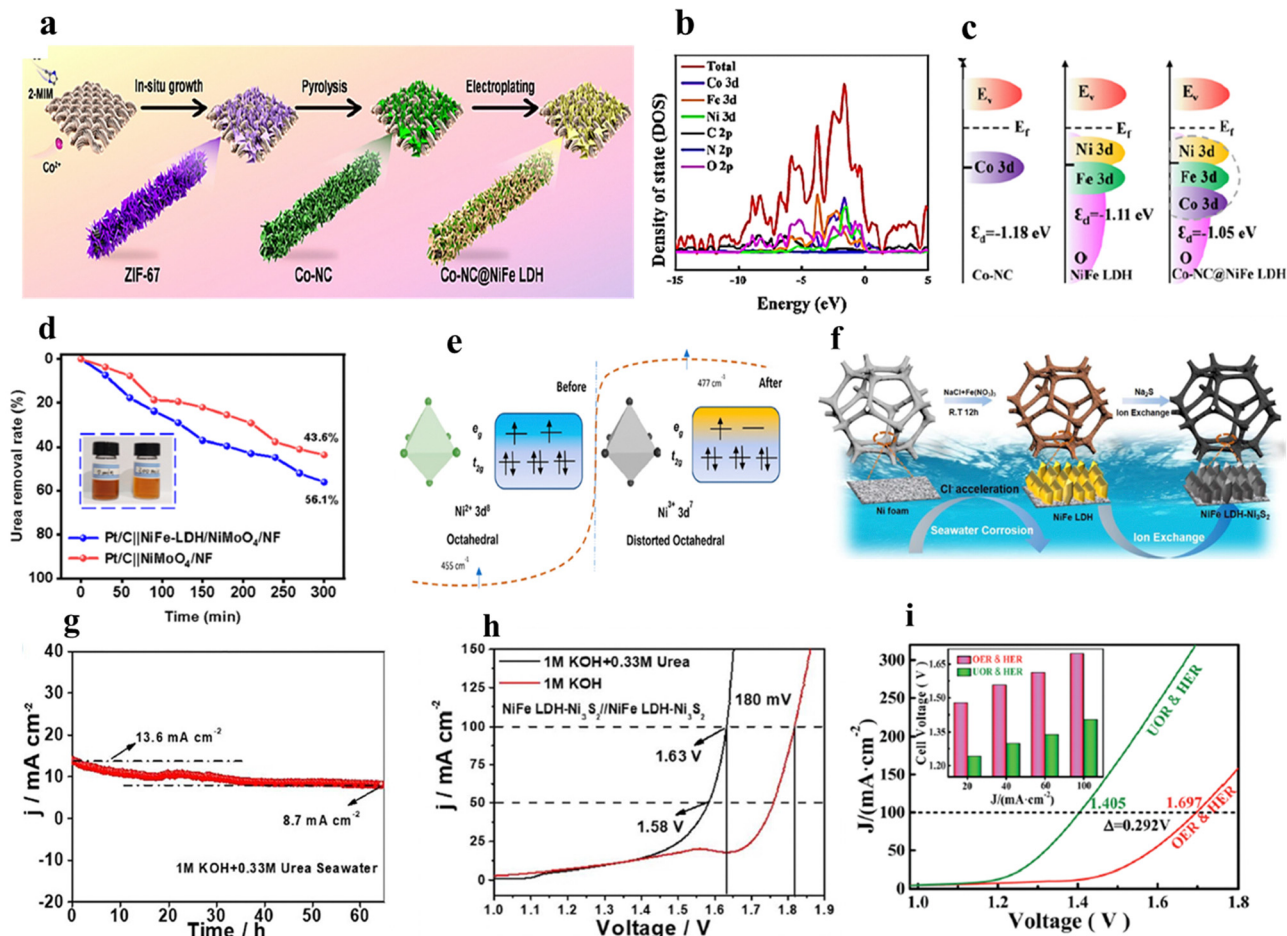 a
2-MIM
Co²⁺
In-situ growth
Pyrolysis
Electroplating
ZIF-67
Co-NC
Co-NC@NiFe LDH
b
Density of state (DOS)
Total
Co 3d
Fe 3d
Ni 3d
C 2p
N 2p
O 2p
-15 -10 -5 0 5
Energy (eV)
c
Eᵥ
E_f
Co 3d
Ɛ_d=-1.18 eV
Co-NC
Eᵥ
E_f
Ni 3d
Fe 3d
Ɛ_d=-1.11 eV
O
NiFe LDH
Eᵥ
E_f
Ni 3d
Fe 3d
Co 3d
Ɛ_d=-1.05 eV
O
Co-NC@NiFe LDH
d
Urea removal rate (%)
0
20
40
60
80
100
43.6%
56.1%
Pt/C||NiFe-LDH/NiMoO₄/NF
Pt/C||NiMoO₄/NF
0 50 100 150 200 250 300
Time (min)
e
Before
e_g
t_2g
Ni²⁺ 3d⁸
Octahedral
455 cm⁻¹
477 cm⁻¹
After
e_g
t_2g
Ni³⁺ 3d⁷
Distorted Octahedral
f
NaCl+Fe(NO₃)₃
R.T 12h
Na₂S
Ion Exchange
Ni foam
Cl⁻ acceleration
NiFe LDH
NiFe LDH-Ni₃S₂
Seawater Corrosion
Ion Exchange
g
j / mA cm⁻²
40
30
20
10
0
-10
-20
13.6 mA cm⁻²
8.7 mA cm⁻²
1M KOH+0.33M Urea Seawater
0 10 20 30 40 50 60
Time / h
h
j / mA cm⁻²
150
125
100
75
50
25
0
1M KOH+0.33M Urea
1M KOH
NiFe LDH-Ni₃S₂//NiFe LDH-Ni₃S₂
180 mV
1.63 V
1.58 V
1.0 1.1 1.2 1.3 1.4 1.5 1.6 1.7 1.8 1.9
Voltage / V
i
J/(mA·cm⁻²)
300
250
200
150
100
50
0
OER & HER
UOR & HER
Cell Voltage ( V )
1.65
1.50
1.35
1.20
20 40 60 100
J/(mA·cm⁻²)
UOR & HER
1.405
1.697
Δ=0.292V
OER & HER
1.0 1.2 1.4 1.6 1.8
Voltage ( V )